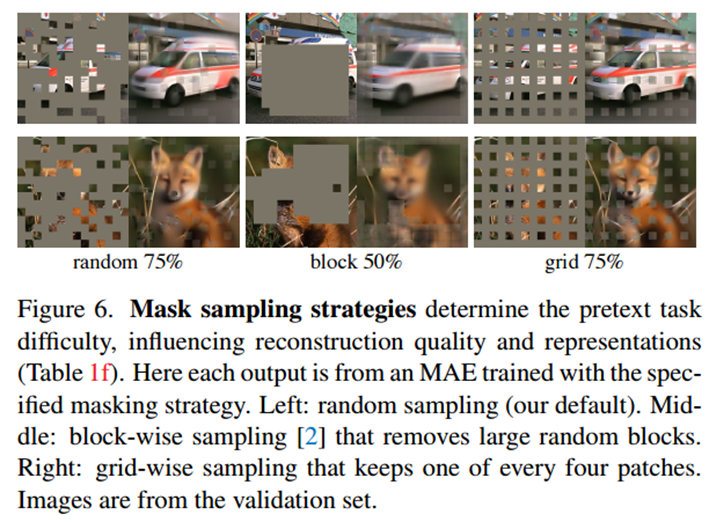 random 75%
block 50%
grid 75%
Figure 6. Mask sampling strategies determine the pretext task
difficulty, influencing reconstruction quality and representations
(Table 1f). Here each output is from an MAE trained with the spec-
ified masking strategy. Left: random sampling (our default). Mid-
dle: block-wise sampling [2] that removes large random blocks.
Right: grid-wise sampling that keeps one of every four patches.
Images are from the validation set.